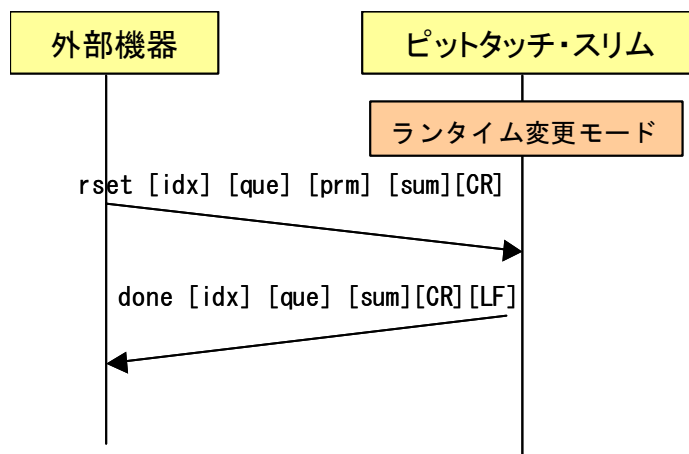 外部機器
ピットタッチ・スリム
ランタイム変更モード
rset [idx] [que] [prm] [sum][CR]
done [idx] [que] [sum][CR][LF]